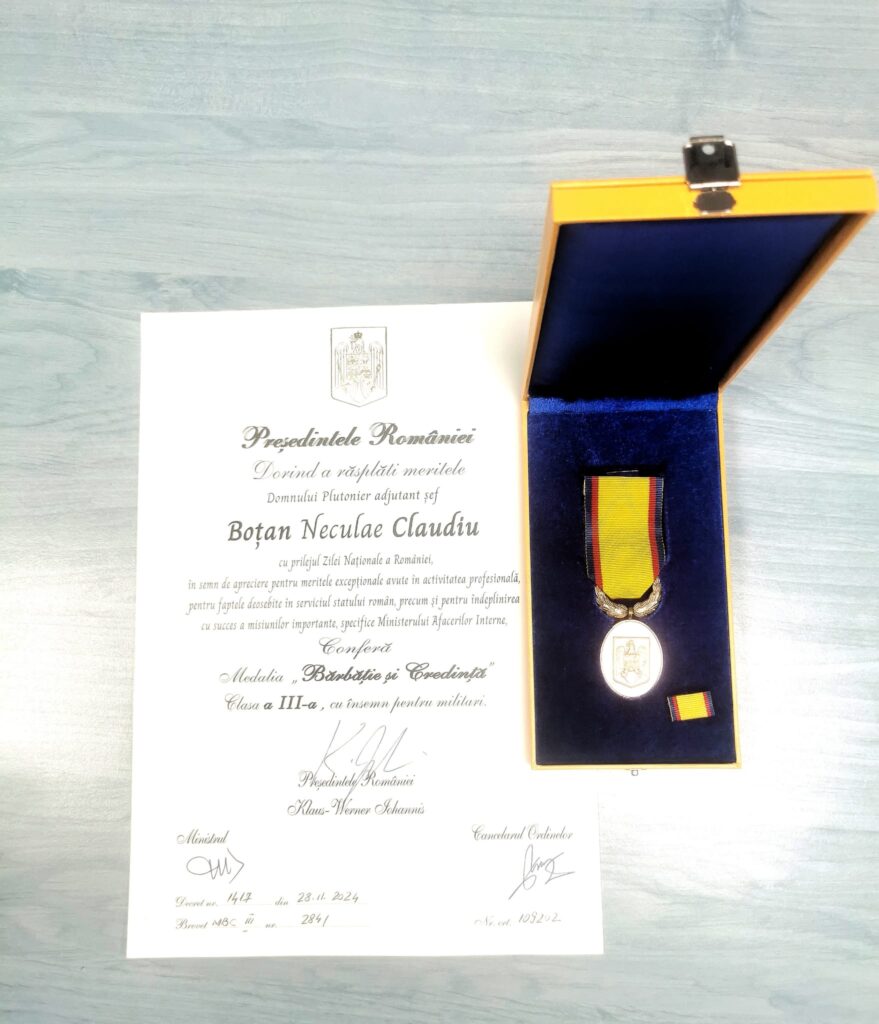 Președintele României
Dorind a răsplăti meritele
Domnului Plutonier adjutant șef
Boțan Neculae Claudiu
cu prilejul Zilei Naționale a României,
în semn de apreciere pentru meritele excepționale avute în activitatea profesională,
pentru faptele deosebite în serviciul statului român, precum și pentru îndeplinirea
cu succes a misiunilor importante, specifice Ministerului Afacerilor Interne,
Conferă
Medalia „Bărbăție și Credință”
Clasa a III-a, cu însemn pentru militari.
Președintele României
Klaus-Werner Iohannis
Ministrul
Cancelarul Ordinelor
Decret nr. 1417 din 28.11.2024
Brevet MBC III nr. 2841
Nr. crt. 109202